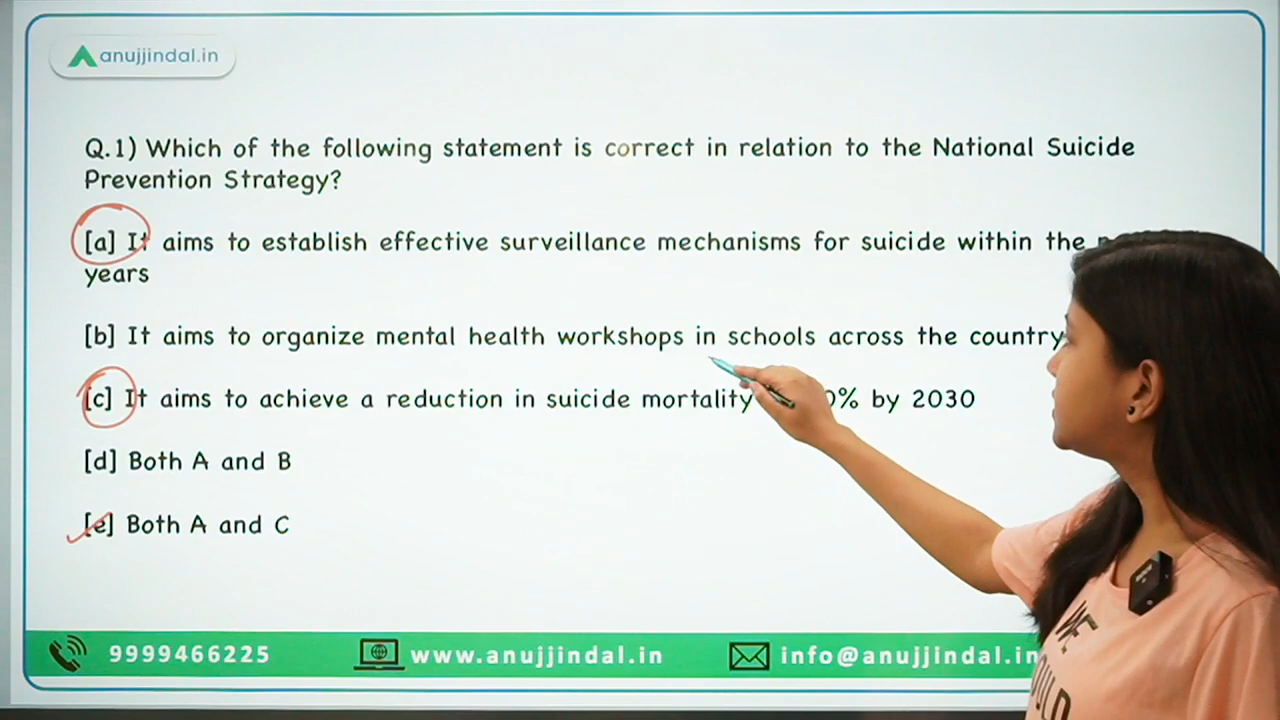 anujjindal.in
Q.1) Which of the following statement is correct in relation to the National Suicide
Prevention Strategy?
[a] It aims to establish effective surveillance mechanisms for suicide within the
years
[b] It aims to organize mental health workshops in schools across the country
[c] It aims to achieve a reduction in suicide mortality 0% by 2030
[d] Both A and B
[e] Both A and C
9999466225 www.anujjindal.in info@anujjindal.in
WE